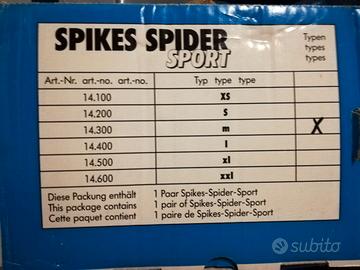 SPIKES SPIDER
SPORT
Typen
types
types
Art.-Nr. art.-no. art.-no. Typ type type
14.100 XS
14.200 S
14.300 m X
14.400 l
14.500 xl
14.600 xxl
Diese Packung enthält 1 Paar Spikes-Spider-Sport
This package contains 1 pair of Spikes-Spider-Sport
Cette paquet contient 1 paire de Spikes-Spider-Sport
subito